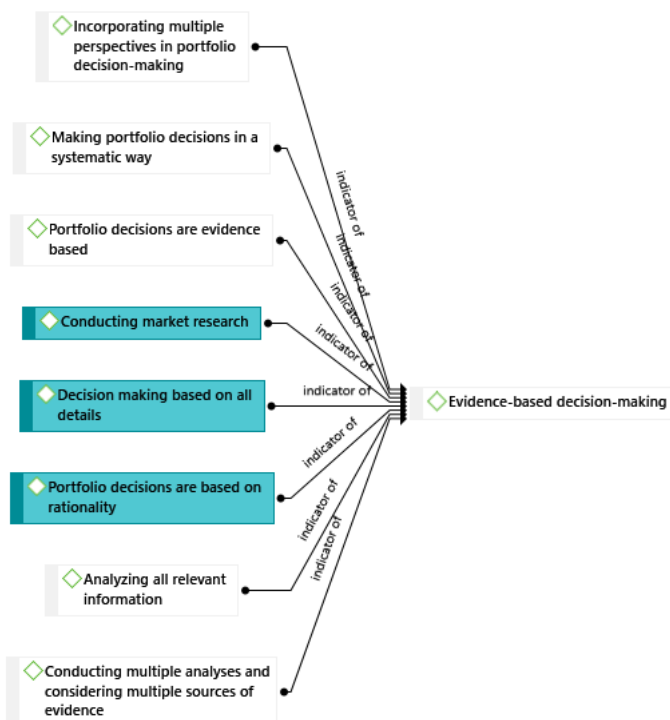 Incorporating multiple
perspectives in portfolio
decision-making
Making portfolio decisions in a
systematic way
Portfolio decisions are evidence
based
Conducting market research
Decision making based on all
details
Portfolio decisions are based on
rationality
Analyzing all relevant
information
Conducting multiple analyses and
considering multiple sources of
evidence
indicator of
indicator of
indicator of
indicator of
indicator of
indicator of
indicator of
indicator of
Evidence-based decision-making